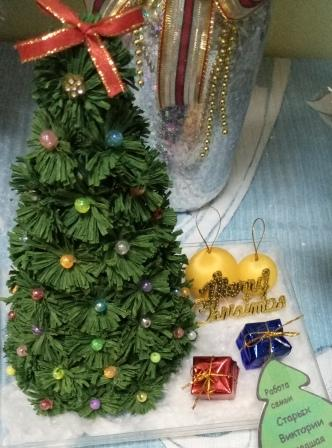 Merry
Christmas
Работа
семьи
Старых
Виктории